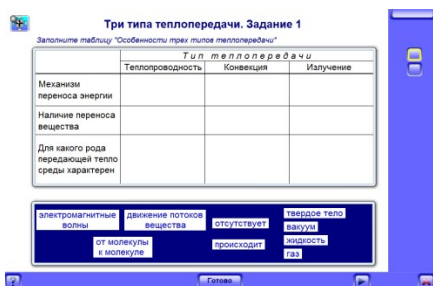 Три типа теплопередачи. Задание 1
Заполните таблицу "Особенности трех типов теплопередачи"
Тип теплопередачи
Теплопроводность Конвекция Излучение
Механизм
переноса энергии
Наличие переноса
вещества
Для какого рода
передающей тепло
среды характерен
электромагнитные
волны
движение потоков
вещества
отсутствует
твердое тело
вакуум
от молекулы
к молекуле
происходит
жидкость
газ
?
Готово